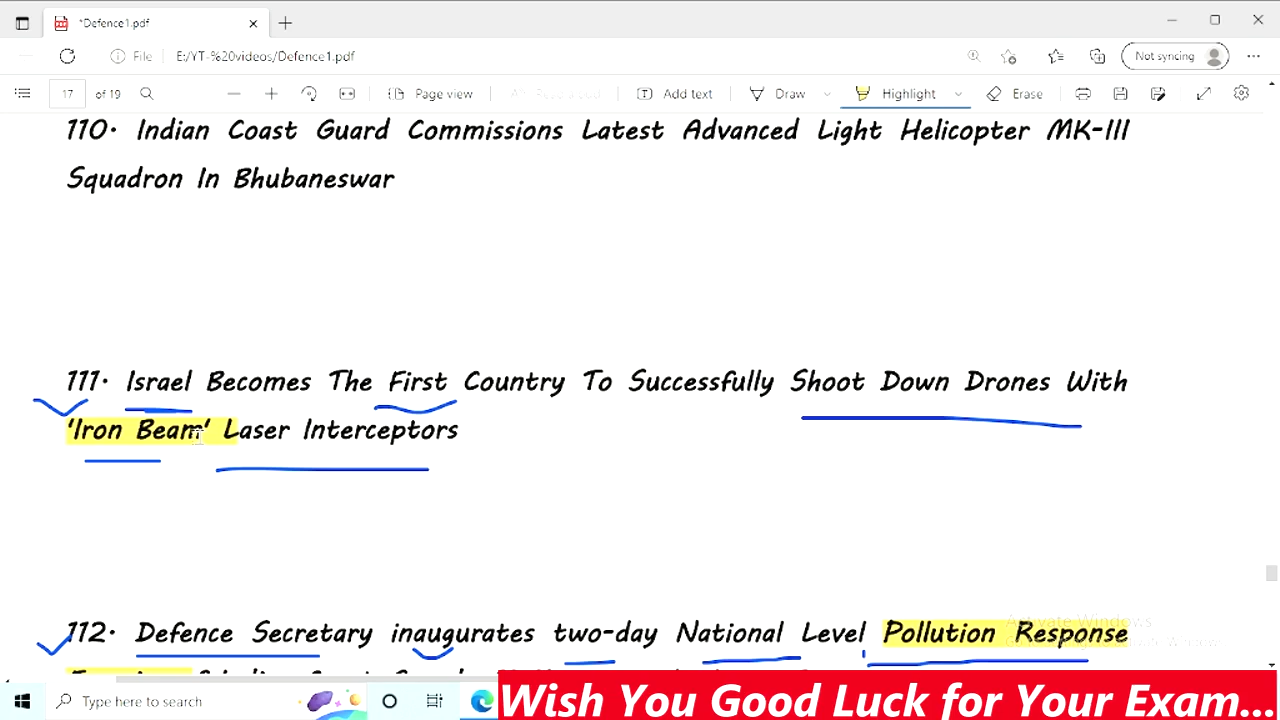 *Defence1.pdf
File E:/YT-%20videos/Defence1.pdf Not syncing
17 of 19 Page view Add text Draw Highlight Erase
110. Indian Coast Guard Commissions Latest Advanced Light Helicopter MK-III
Squadron In Bhubaneswar
111. Israel Becomes The First Country To Successfully Shoot Down Drones With
'Iron Beam' Laser Interceptors
112. Defence Secretary inaugurates two-day National Level Pollution Response
Activate Windows
Type here to search
Wish You Good Luck for Your Exam...